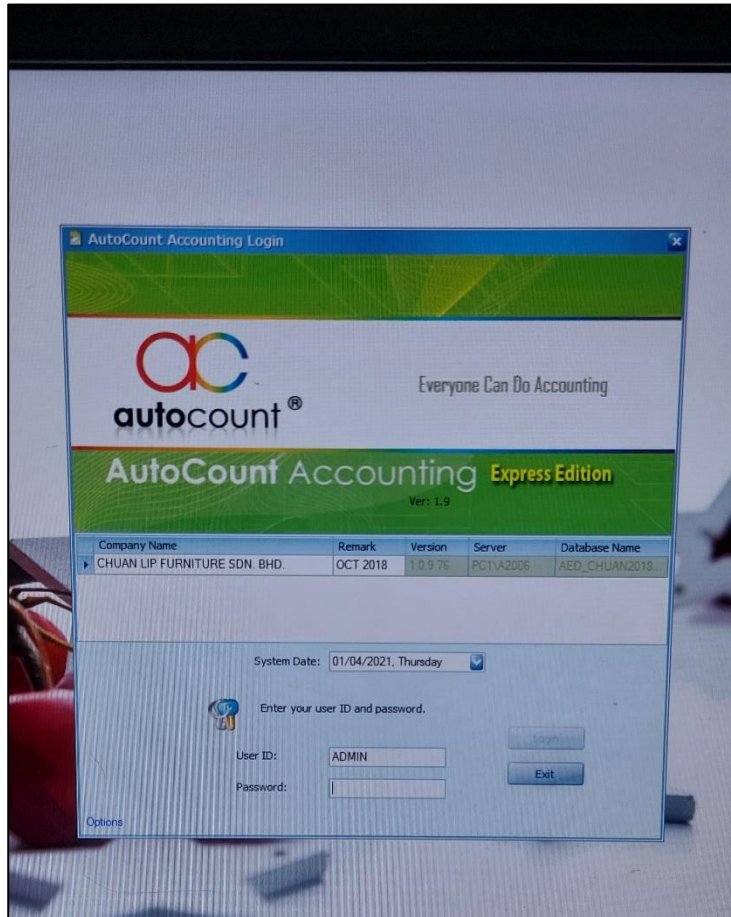 AutoCount Accounting Login
autocount ®
Everyone Can Do Accounting
AutoCount Accounting Express Edition
Ver: 1.9
Company Name Remark Version Server Database Name
CHUAN LIP FURNITURE SDN. BHD. OCT 2018 1.0.9.76 PC1\A2006 AED_CHUAN2018...
System Date: 01/04/2021, Thursday
Enter your user ID and password.
Login
User ID: ADMIN
Exit
Password:
Options